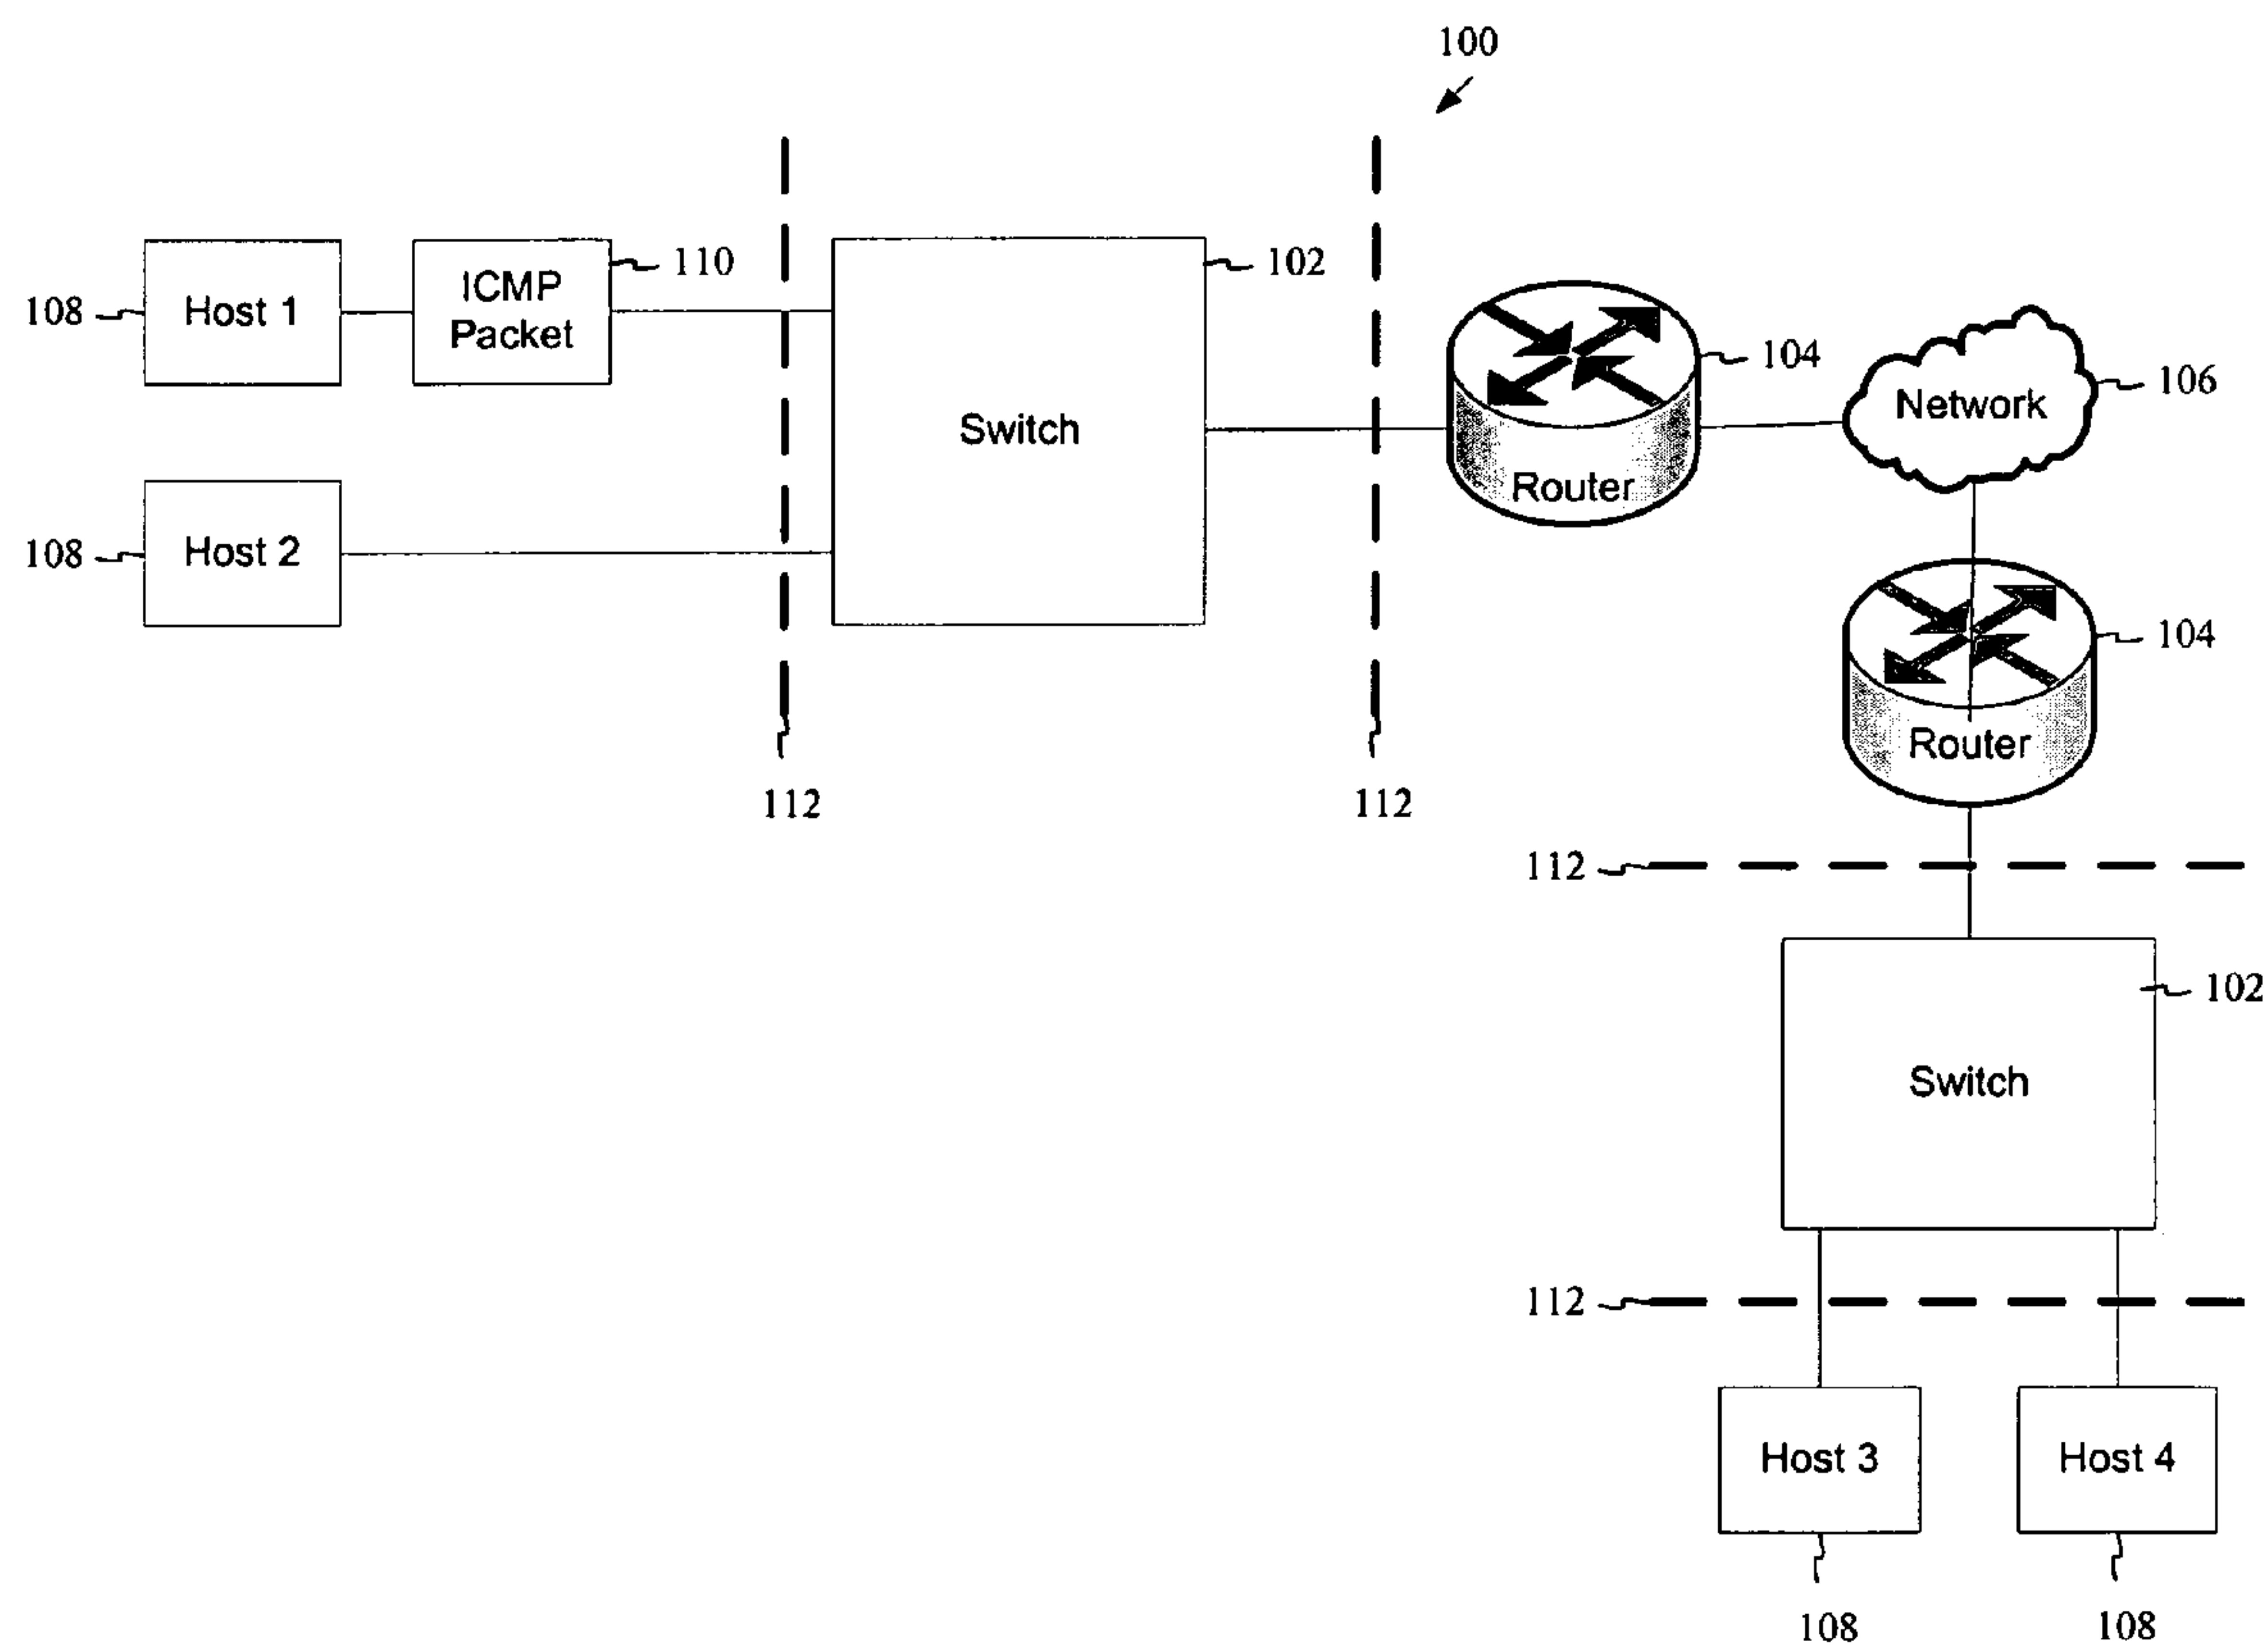 100
110
102
108
Host 1
ICMP
Packet
104
Network
106
Switch
Router
108
Host 2
104
Router
112
112
112
102
Switch
112
Host 3
Host 4
108
108